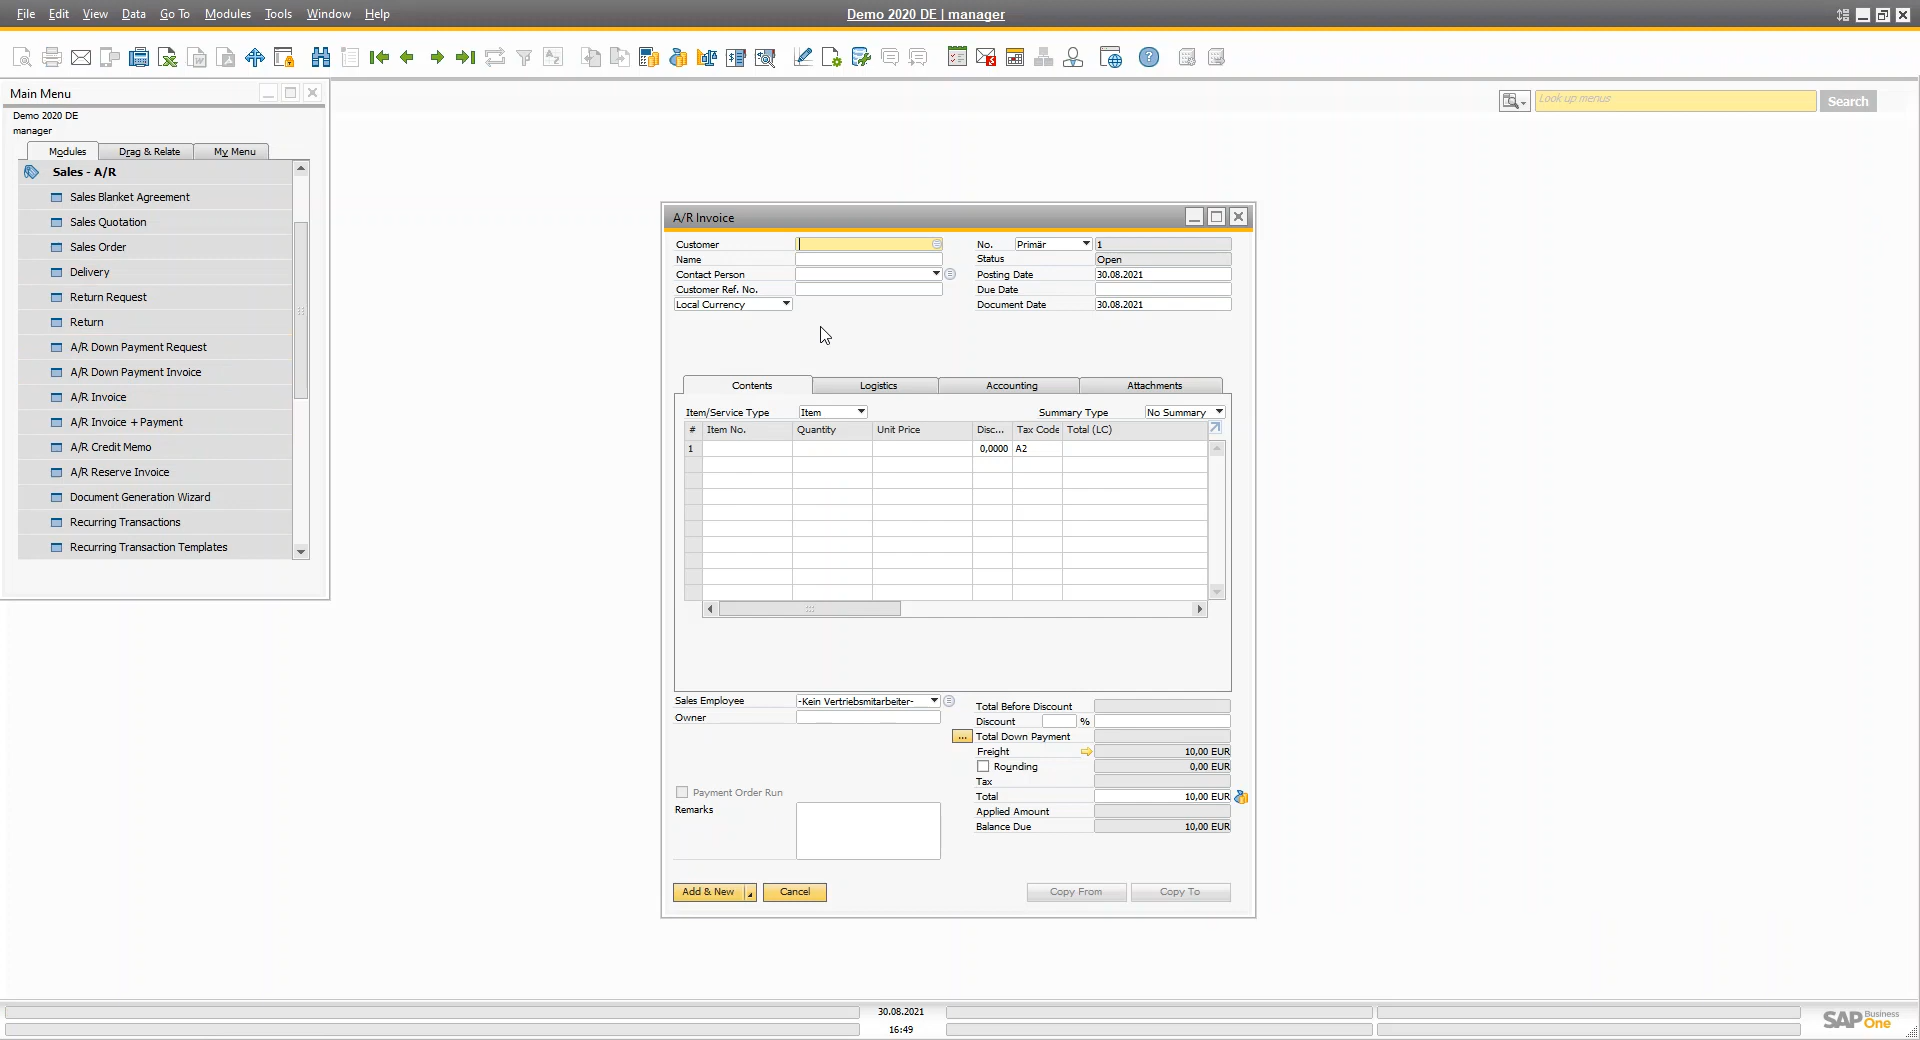 File Edit View Data Go To Modules Tools Window Help
Demo 2020 DE | manager
Main Menu
Look up menus
Search
Demo 2020 DE
manager
Modules Drag & Relate My Menu
Sales - A/R
Sales Blanket Agreement
Sales Quotation
Sales Order
Delivery
Return Request
Return
A/R Down Payment Request
A/R Down Payment Invoice
A/R Invoice
A/R Invoice + Payment
A/R Credit Memo
A/R Reserve Invoice
Document Generation Wizard
Recurring Transactions
Recurring Transaction Templates
A/R Invoice
Customer No. Primär 1
Name Status Open
Contact Person Posting Date 30.08.2021
Customer Ref. No. Due Date
Local Currency Document Date 30.08.2021
Contents Logistics Accounting Attachments
Item/Service Type Item Summary Type No Summary
# Item No. Quantity Unit Price Disc... Tax Code Total (LC)
1 0,0000 A2
Sales Employee -Kein Vertriebsmitarbeiter-
Owner
Total Before Discount
Discount %
... Total Down Payment
Freight 10,00 EUR
Rounding 0,00 EUR
Tax
Payment Order Run
Total 10,00 EUR
Remarks
Applied Amount
Balance Due 10,00 EUR
Add & New Cancel Copy From Copy To
30.08.2021
16:49
SAP Business One